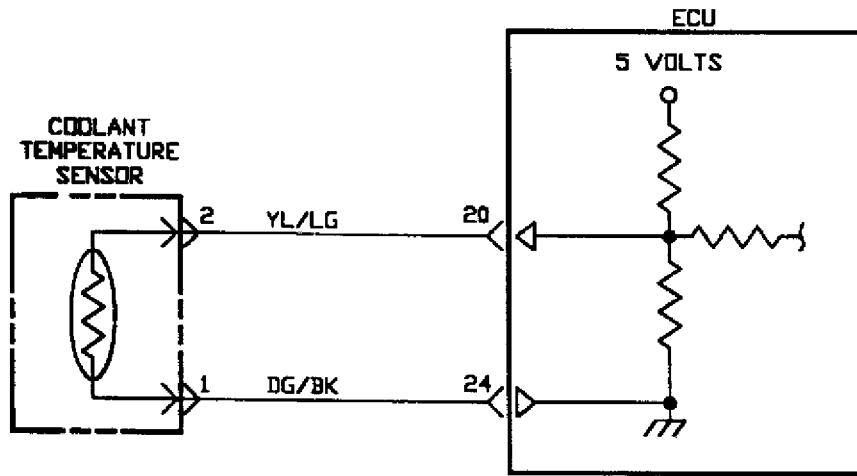 ECU
5 VOLTS
COOLANT
TEMPERATURE
SENSOR
2 YL/LG 20
1 DG/BK 24